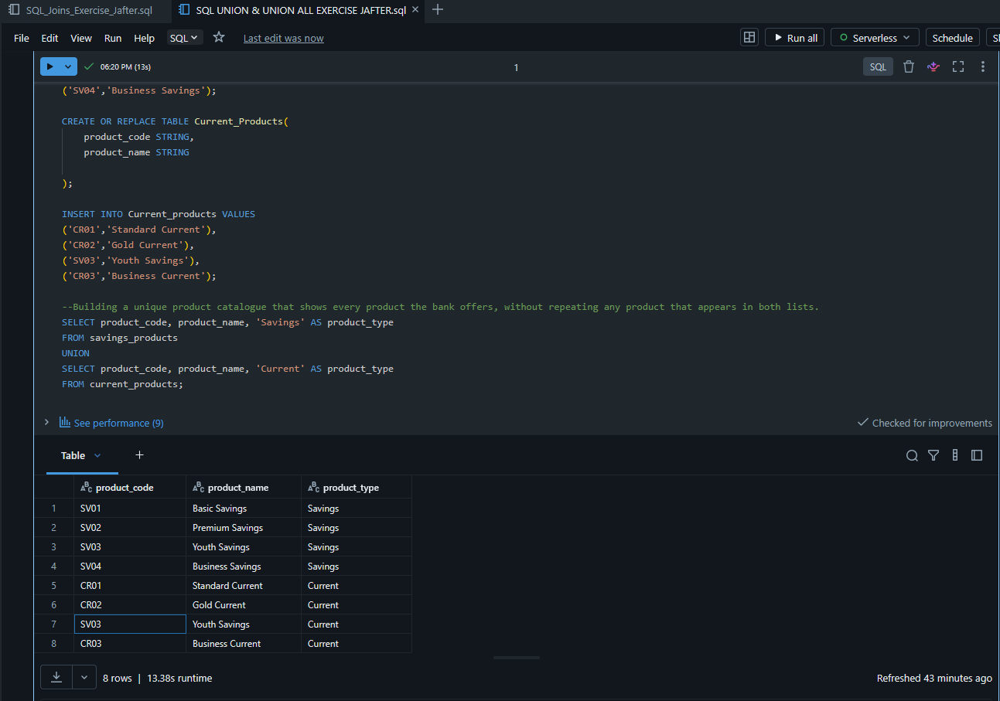 SQL_Joins_Exercise_Jafter.sql
SQL UNION & UNION ALL EXERCISE JAFTER.sql
File Edit View Run Help SQL Last edit was now Run all Serverless Schedule
06:20 PM (13s) 1 SQL
('SV04','Business Savings');
CREATE OR REPLACE TABLE Current_Products(
product_code STRING,
product_name STRING
);
INSERT INTO Current_products VALUES
('CR01','Standard Current'),
('CR02','Gold Current'),
('SV03','Youth Savings'),
('CR03','Business Current');
--Building a unique product catalogue that shows every product the bank offers, without repeating any product that appears in both lists.
SELECT product_code, product_name, 'Savings' AS product_type
FROM savings_products
UNION
SELECT product_code, product_name, 'Current' AS product_type
FROM current_products;
See performance (9) Checked for improvements
Table
product_code product_name product_type
1 SV01 Basic Savings Savings
2 SV02 Premium Savings Savings
3 SV03 Youth Savings Savings
4 SV04 Business Savings Savings
5 CR01 Standard Current Current
6 CR02 Gold Current Current
7 SV03 Youth Savings Current
8 CR03 Business Current Current
8 rows | 13.38s runtime Refreshed 43 minutes ago